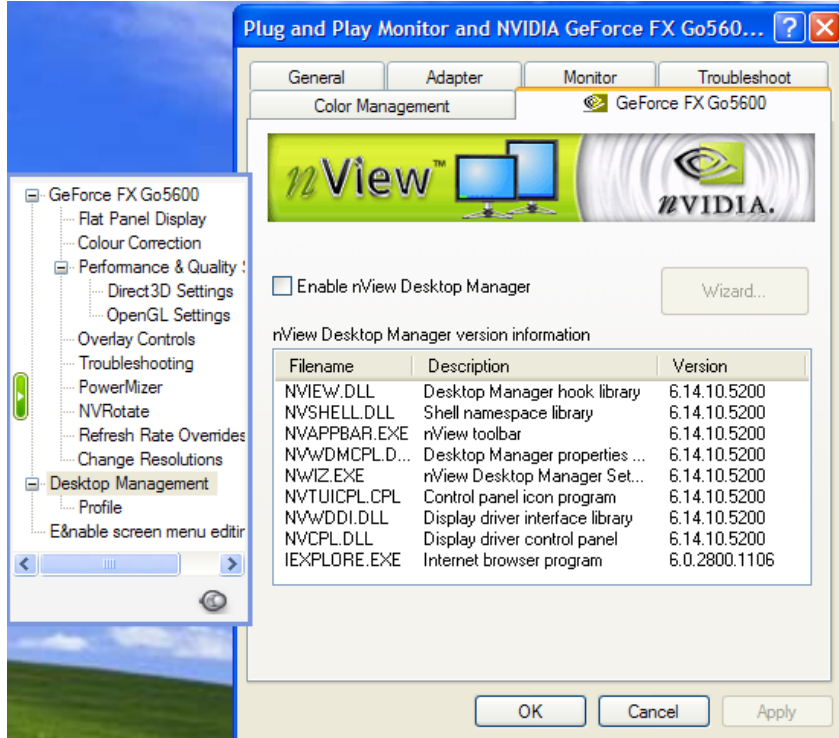 Plug and Play Monitor and NVIDIA GeForce FX Go560...
General Adapter Monitor Troubleshoot
Color Management GeForce FX Go5600
nView™ nVIDIA.
GeForce FX Go5600
Flat Panel Display
Colour Correction
Performance & Quality
Direct3D Settings
OpenGL Settings
Overlay Controls
Troubleshooting
PowerMizer
NVRotate
Refresh Rate Overrides
Change Resolutions
Desktop Management
Profile
E&nable screen menu editin
Enable nView Desktop Manager Wizard...
nView Desktop Manager version information
Filename Description Version
NVIEW.DLL Desktop Manager hook library 6.14.10.5200
NVSHELL.DLL Shell namespace library 6.14.10.5200
NVAPPBAR.EXE nView toolbar 6.14.10.5200
NVWDMCPL.D... Desktop Manager properties ... 6.14.10.5200
NWIZ.EXE nView Desktop Manager Set... 6.14.10.5200
NVTUICPL.CPL Control panel icon program 6.14.10.5200
NVWDDI.DLL Display driver interface library 6.14.10.5200
NVCPL.DLL Display driver control panel 6.14.10.5200
IEXPLORE.EXE Internet browser program 6.0.2800.1106
OK Cancel Apply